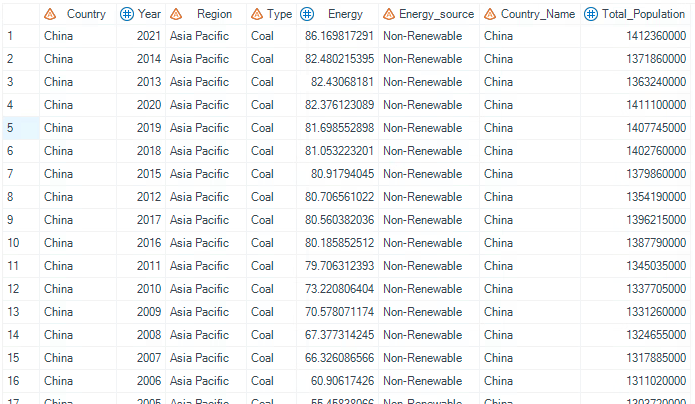 Country Year Region Type Energy Energy_source Country_Name Total_Population
1 China 2021 Asia Pacific Coal 86.169817291 Non-Renewable China 1412360000
2 China 2014 Asia Pacific Coal 82.480215395 Non-Renewable China 1371860000
3 China 2013 Asia Pacific Coal 82.43068181 Non-Renewable China 1363240000
4 China 2020 Asia Pacific Coal 82.376123089 Non-Renewable China 1411100000
5 China 2019 Asia Pacific Coal 81.698552898 Non-Renewable China 1407745000
6 China 2018 Asia Pacific Coal 81.053223201 Non-Renewable China 1402760000
7 China 2015 Asia Pacific Coal 80.91794045 Non-Renewable China 1379860000
8 China 2012 Asia Pacific Coal 80.706561022 Non-Renewable China 1354190000
9 China 2017 Asia Pacific Coal 80.560382036 Non-Renewable China 1396215000
10 China 2016 Asia Pacific Coal 80.185852512 Non-Renewable China 1387790000
11 China 2011 Asia Pacific Coal 79.706312393 Non-Renewable China 1345035000
12 China 2010 Asia Pacific Coal 73.220806404 Non-Renewable China 1337705000
13 China 2009 Asia Pacific Coal 70.578071174 Non-Renewable China 1331260000
14 China 2008 Asia Pacific Coal 67.377314245 Non-Renewable China 1324655000
15 China 2007 Asia Pacific Coal 66.326086566 Non-Renewable China 1317885000
16 China 2006 Asia Pacific Coal 60.90617426 Non-Renewable China 1311020000
17 China 2005 Asia Pacific Coal 55.45838066 Non-Renewable China 1303720000